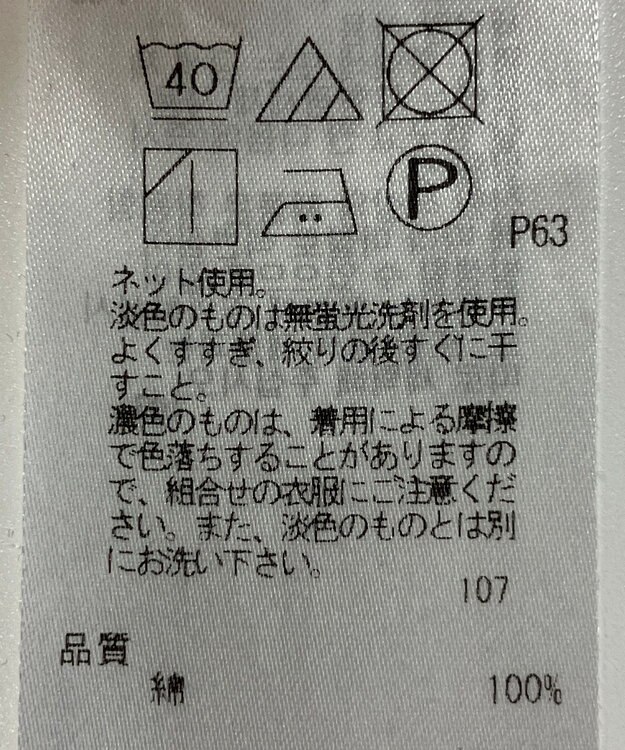 40
P
P63
ネット使用。
淡色のものは無蛍光洗剤を使用。
よくすすぎ、絞りの後すぐに干
すこと。
濃色のものは、着用による摩擦
で色落ちすることがありますの
で、組合せの衣服にご注意くだ
さい。また、淡色のものとは別
にお洗い下さい。
107
品質
綿 100%